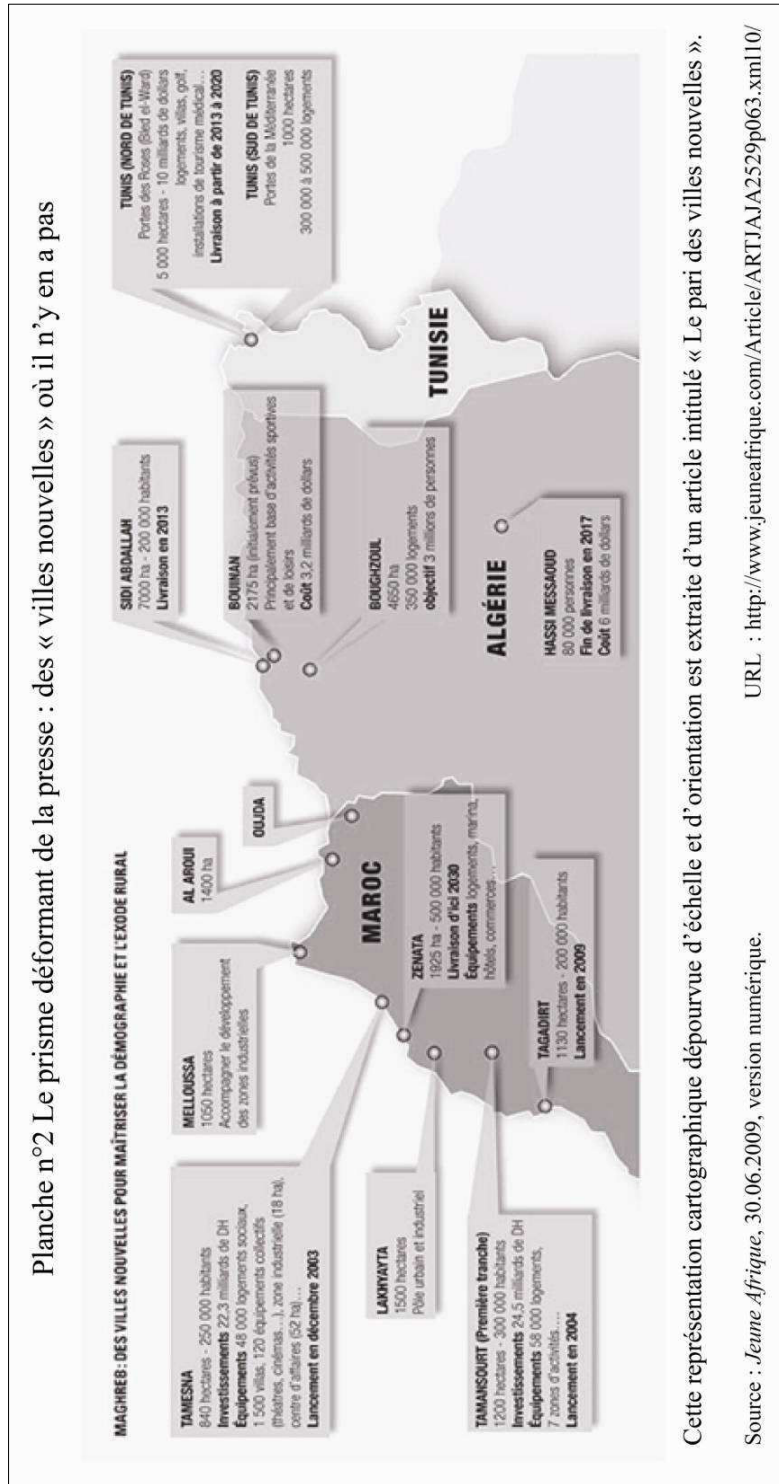 Planche n°2 Le prisme déformant de la presse : des « villes nouvelles » où il n’y en a pas
MAGHREB : DES VILLES NOUVELLES POUR MAÎTRISER LA DÉMOGRAPHIE ET L'EXODE RURAL
TAMESNA
840 hectares - 250 000 habitants
Investissements 22,3 milliards de DH
Équipements 48 000 logements sociaux,
1 500 villas, 120 équipements collectifs
(théatres, cinémas...), zone industrielle (18 ha),
centre d'affaires (52 ha)...
Lancement en décembre 2003
MELLOUSSA
1050 hectares
Accompagner le développement
des zones industrielles
AL AROUI
1400 ha
OUJDA
LAKHYAYTA
1500 hectares
Pôle urbain et industriel
TAMANSOURT (Première tranche)
1200 hectares - 300 000 habitants
Investissements 24,5 milliards de DH
Équipements 58 000 logements,
7 zones d'activités....
Lancement en 2004
MAROC
ZENATA
1925 ha - 500 000 habitants
Livraison d'ici 2030
Équipements logements, marina,
hôtels, commerces...
TAGADIRT
1130 hectares - 200 000 habitants
Lancement en 2009
SIDI ABDALLAH
7000 ha - 200 000 habitants
Livraison en 2013
BOUINAN
2175 ha (initialement prévus)
Principalement base d'activités sportives
et de loisirs
Coût 3,2 milliards de dollars
BOUGHZOUL
4650 ha
350 000 logements
objectif 3 millions de personnes
ALGÉRIE
HASSI MESSAOUD
80 000 personnes
Fin de livraison en 2017
Coût 6 milliards de dollars
TUNIS (NORD DE TUNIS)
Portes des Roses (Bled el-Ward)
5 000 hectares - 10 milliards de dollars
logements, villas, golf,
installations de tourisme médical...
Livraison à partir de 2013 à 2020
TUNIS (SUD DE TUNIS)
Portes de la Méditerranée
1000 hectares
300 000 à 500 000 logements
TUNISIE
Cette représentation cartographique dépourvue d’échelle et d’orientation est extraite d’un article intitulé « Le pari des villes nouvelles ».
Source : Jeune Afrique, 30.06.2009, version numérique. URL : http://www.jeuneafrique.com/Article/ARTJAJA2529p063.xml10/